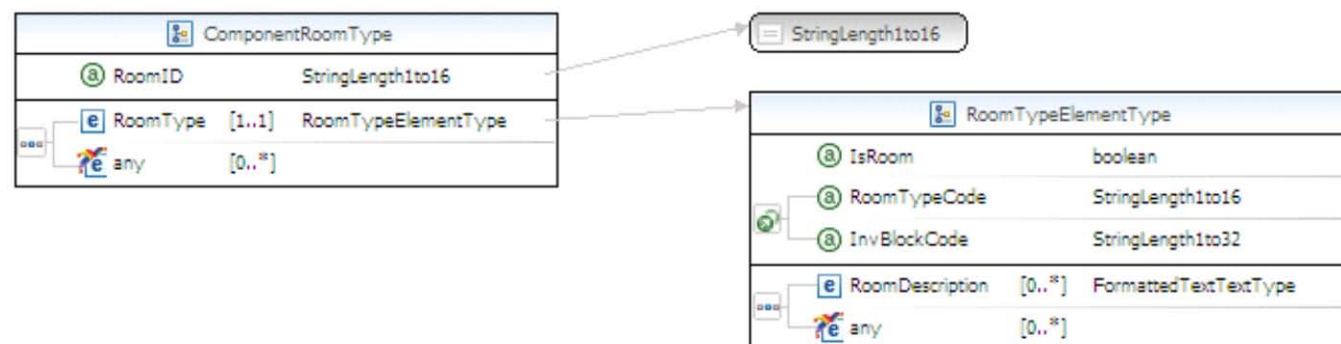 ComponentRoomType
RoomID StringLength1to16
RoomType [1..1] RoomTypeElementType
any [0..*]
StringLength1to16
RoomTypeElementType
IsRoom boolean
RoomTypeCode StringLength1to16
InvBlockCode StringLength1to32
RoomDescription [0..*] FormattedTextTextType
any [0..*]